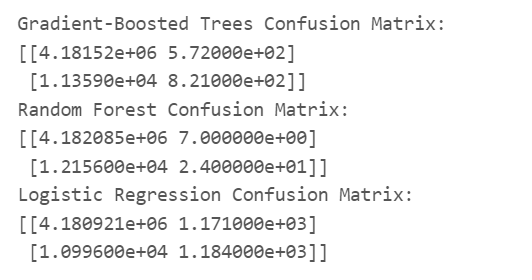 Gradient-Boosted Trees Confusion Matrix:
[[4.18152e+06 5.72000e+02]
 [1.13590e+04 8.21000e+02]]
Random Forest Confusion Matrix:
[[4.182085e+06 7.000000e+00]
 [1.215600e+04 2.400000e+01]]
Logistic Regression Confusion Matrix:
[[4.180921e+06 1.171000e+03]
 [1.099600e+04 1.184000e+03]]